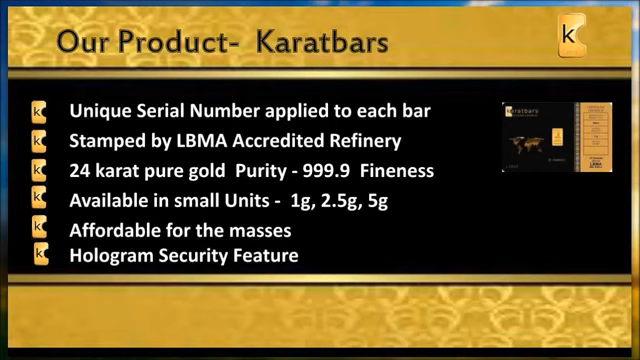 Our Product- Karatbars
k
Unique Serial Number applied to each bar
Stamped by LBMA Accredited Refinery
24 karat pure gold Purity - 999.9 Fineness
Available in small Units - 1g, 2.5g, 5g
Affordable for the masses
Hologram Security Feature
karatbars
LBMA